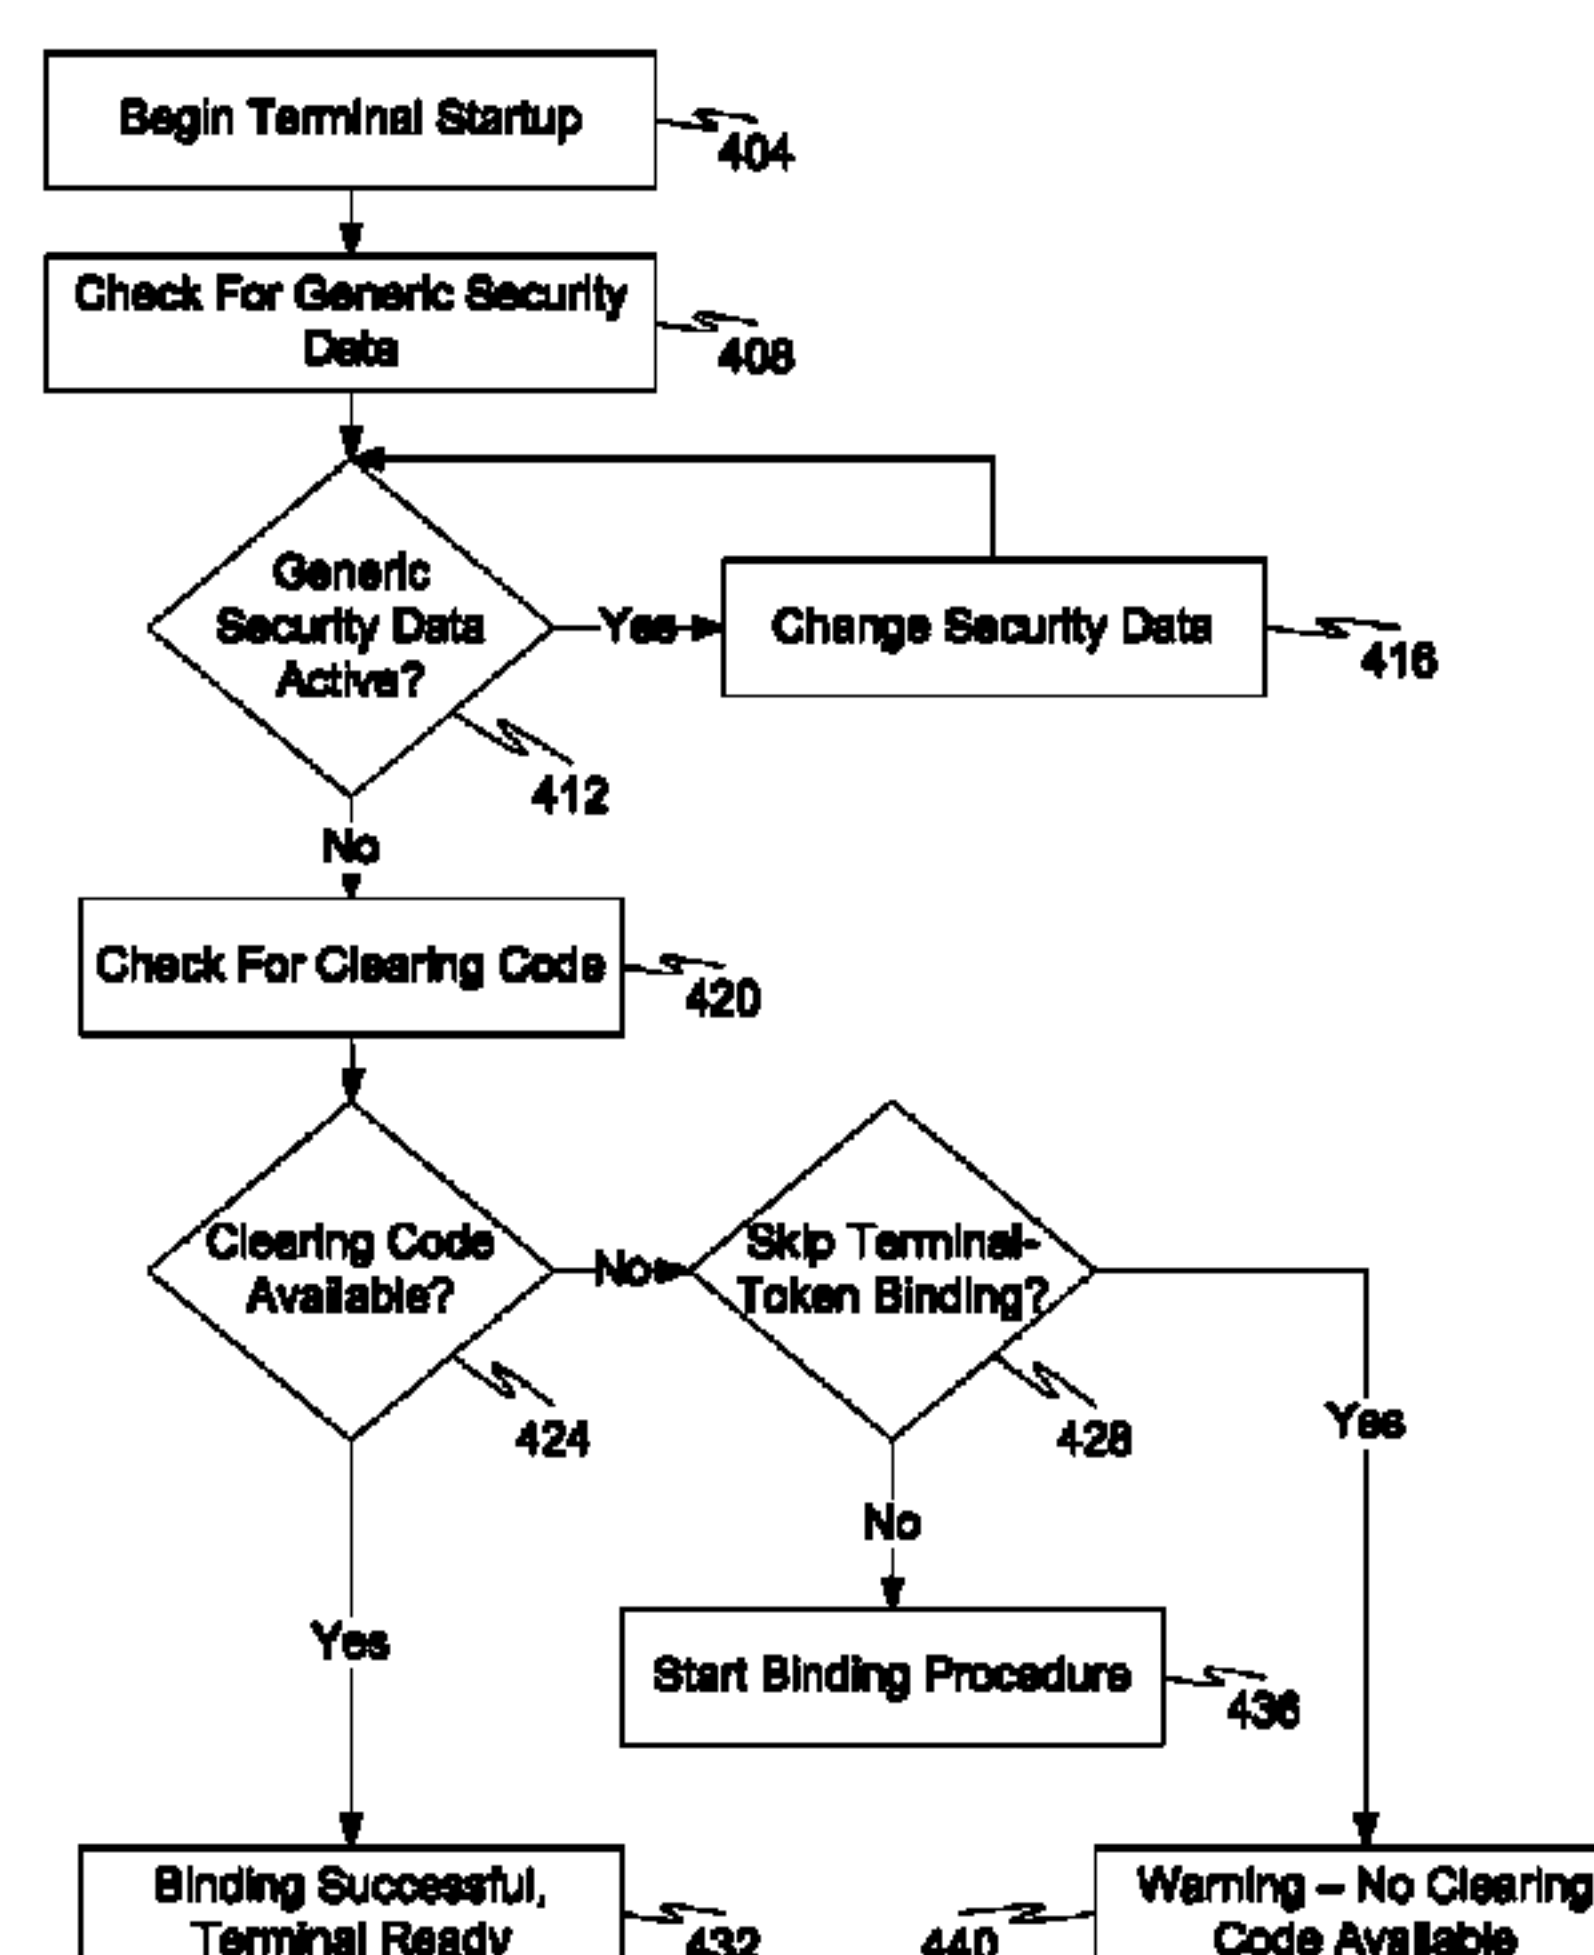 Begin Terminal Startup
404
Check For Generic Security
Data
408
Generic
Security Data
Active?
Yes
Change Security Data
416
412
No
Check For Clearing Code
420
Clearing Code
Available?
No
Skip Terminal-
Token Binding?
424
428
Yes
No
Yes
Start Binding Procedure
436
Binding Successful,
Terminal Ready
432
440
Warning – No Clearing
Code Available